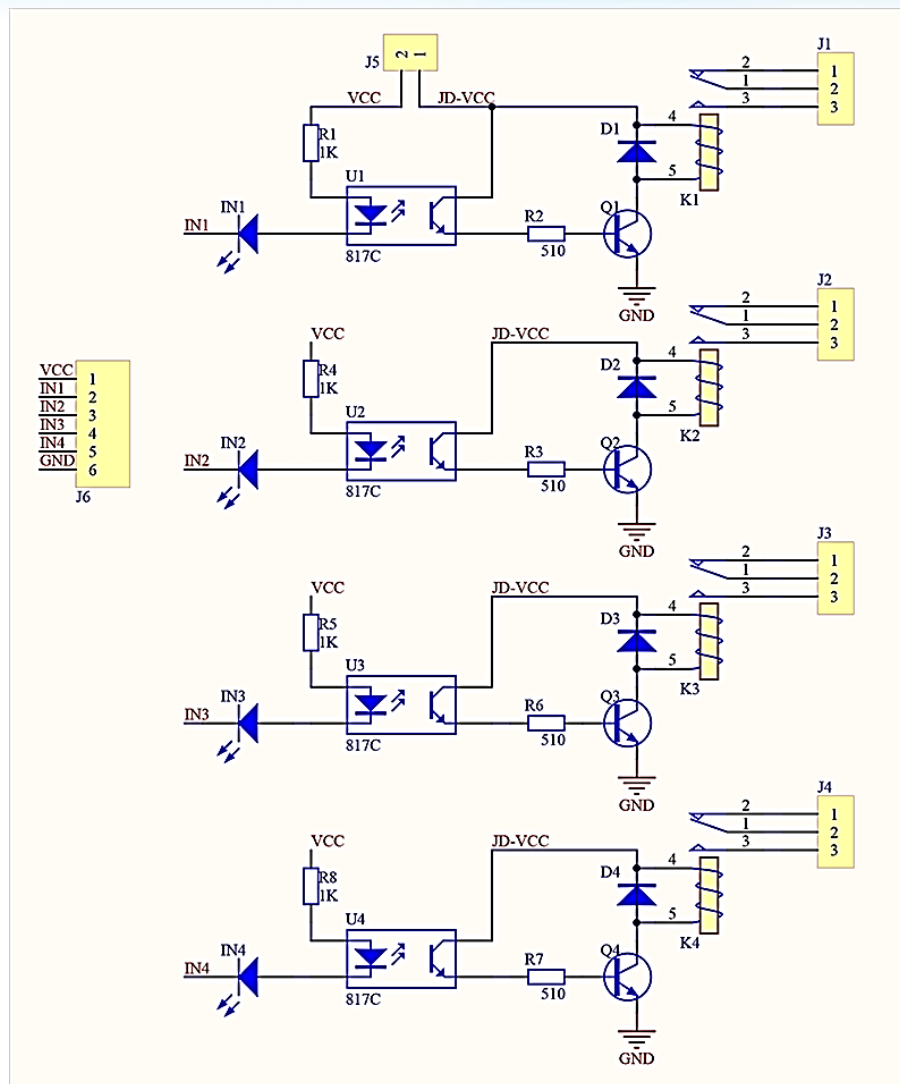 J1
2 1
J5
2 1
1 2
3 3
VCC JD-VCC
R1
1K
D1
4
5
K1
U1
IN1
IN1
Q1
R2
510
817C
GND
J2
2 1
1 2
3 3
VCC JD-VCC
R4
1K
D2
4
5
K2
VCC 1
IN1 2
IN2 3
IN3 4
IN4 5
GND 6
J6
U2
IN2
IN2
Q2
R3
510
817C
GND
J3
2 1
1 2
3 3
VCC JD-VCC
R5
1K
D3
4
5
K3
U3
IN3
IN3
Q3
R6
510
817C
GND
J4
2 1
1 2
3 3
VCC JD-VCC
R8
1K
D4
4
5
K4
U4
IN4
IN4
Q4
R7
510
817C
GND